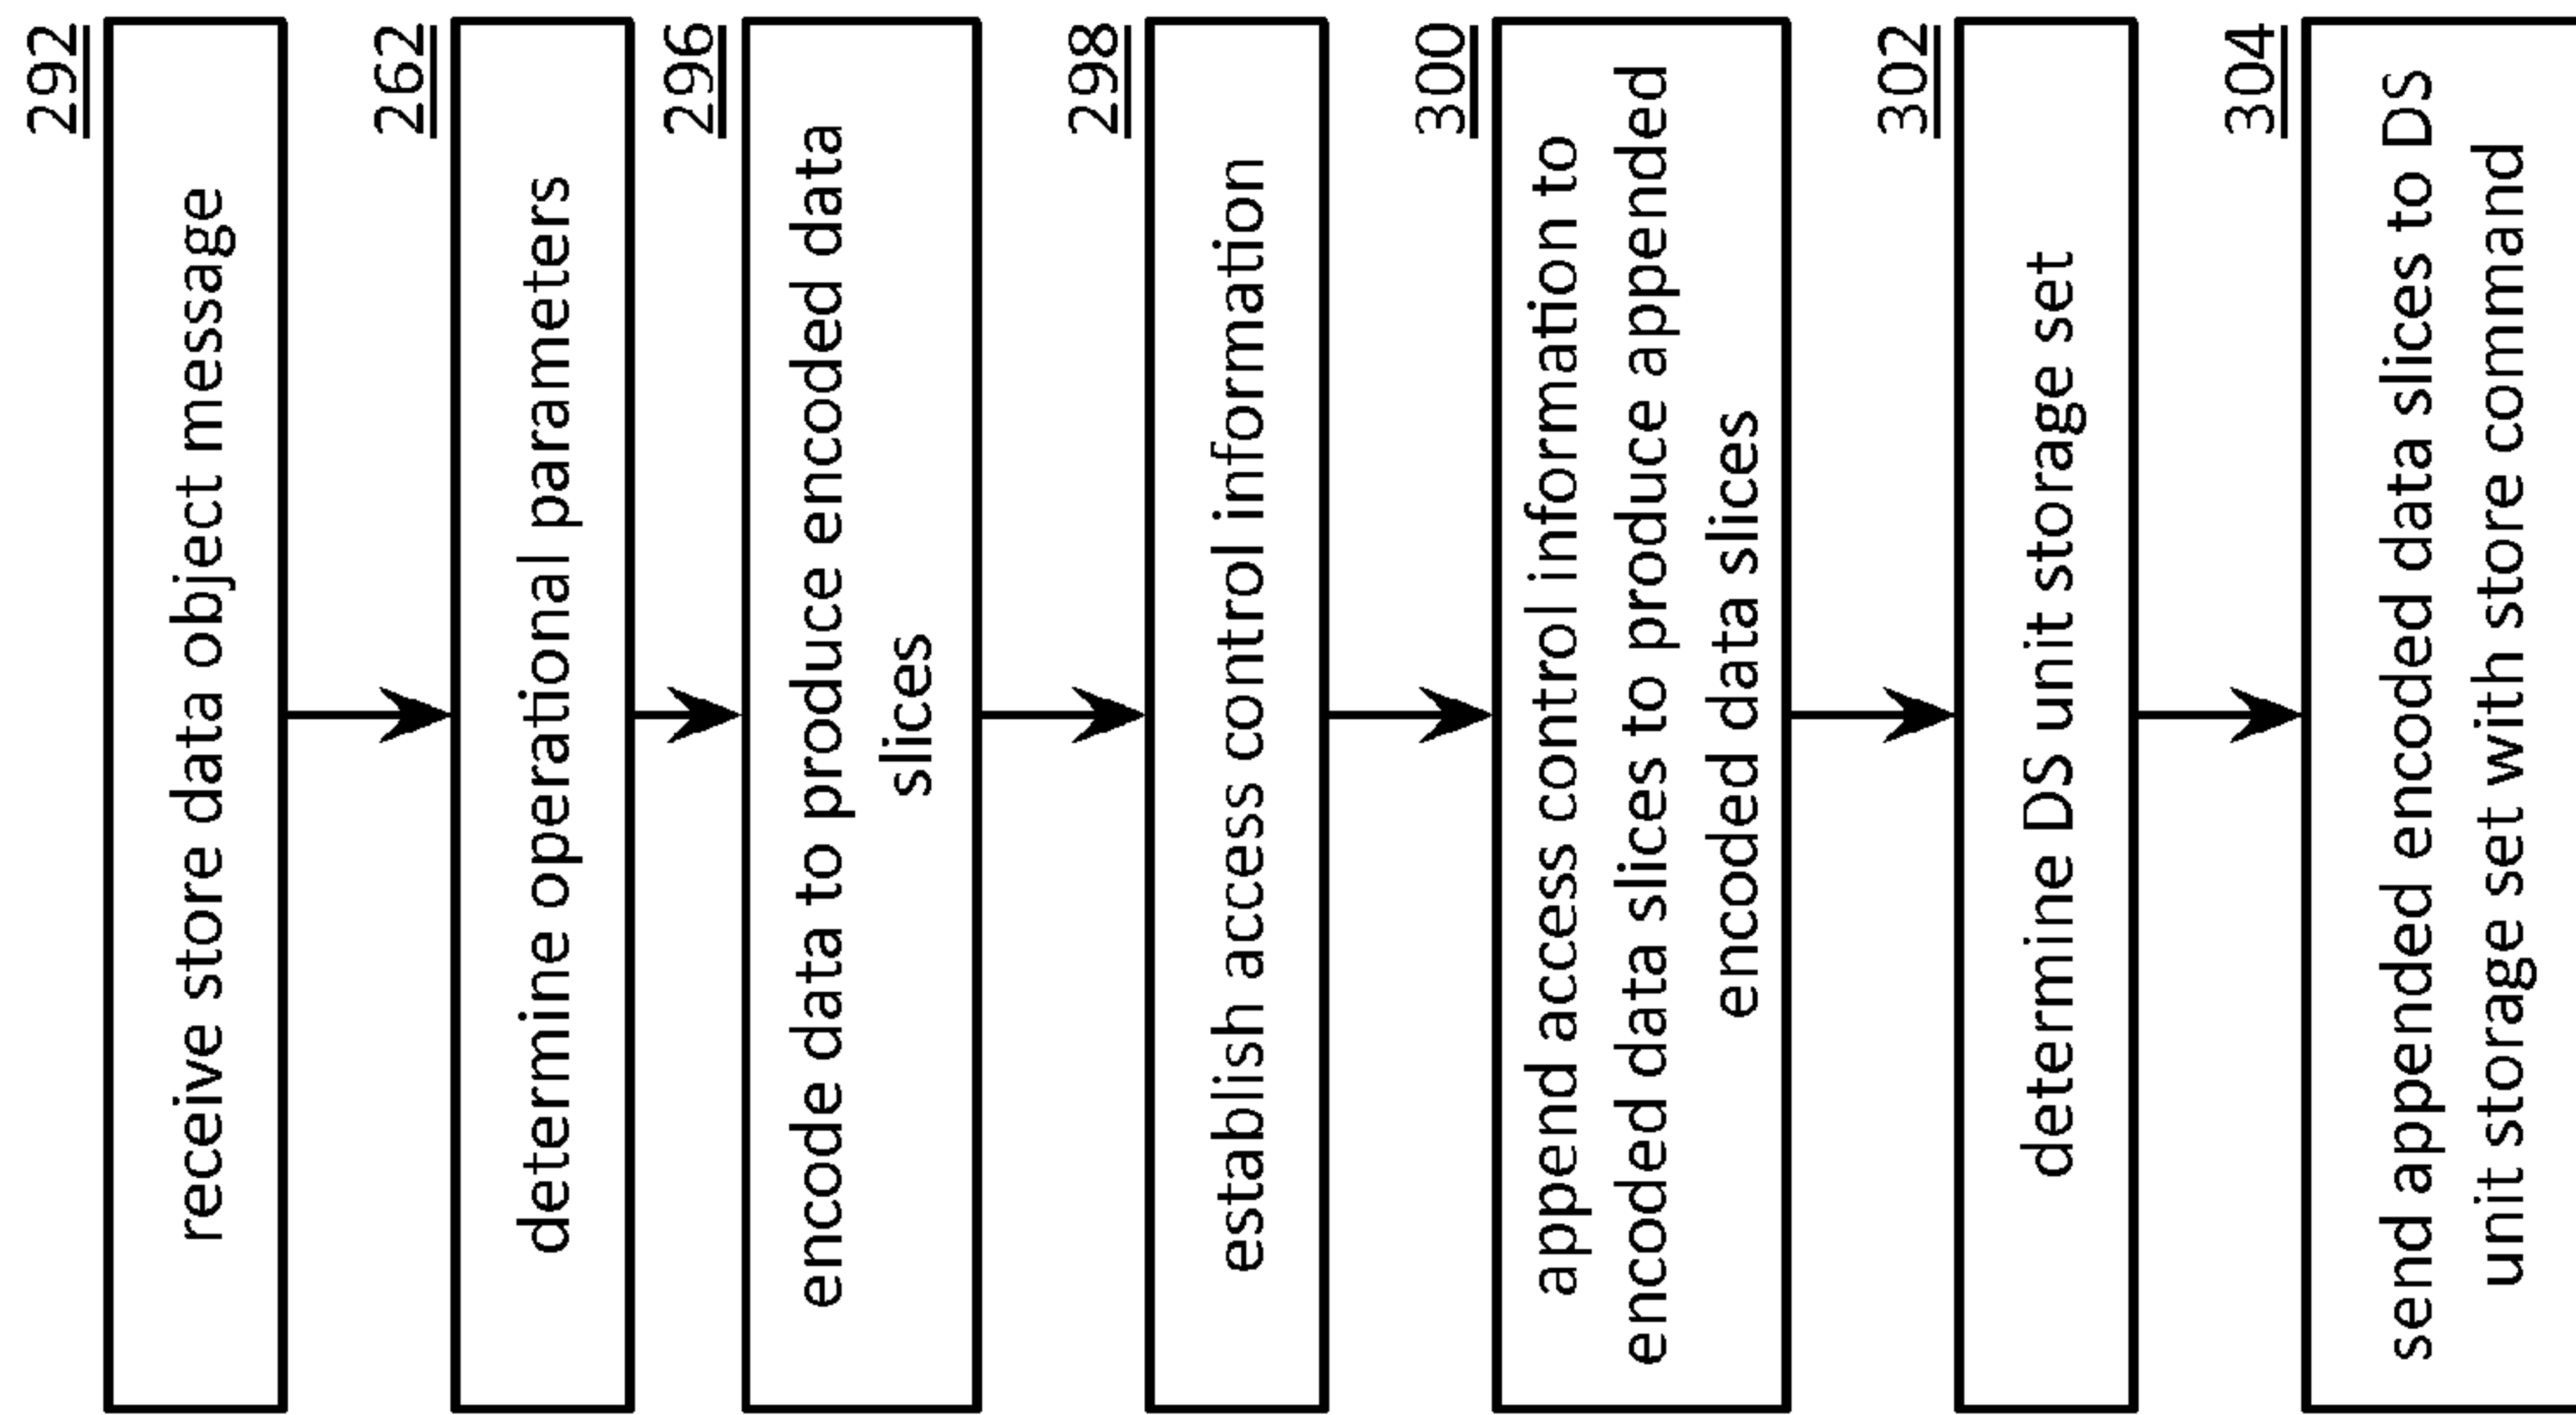 292
receive store data object message
262
determine operational parameters
296
encode data to produce encoded data
slices
298
establish access control information
300
append access control information to
encoded data slices to produce appended
encoded data slices
302
determine DS unit storage set
304
send appended encoded data slices to DS
unit storage set with store command